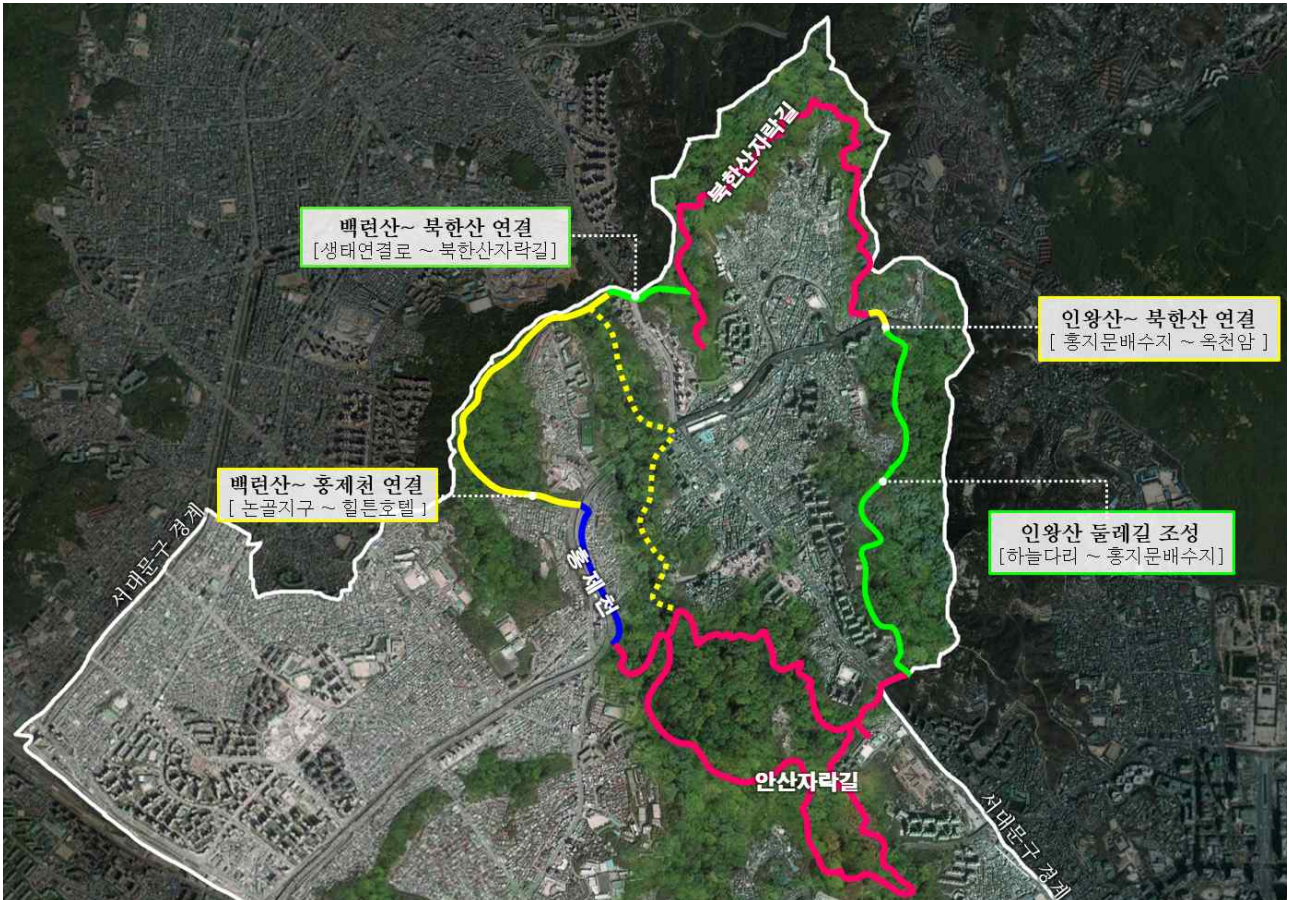 북한산자락길
백련산~ 북한산 연결
[생태연결로 ~ 북한산자락길]
인왕산~ 북한산 연결
[ 홍지문배수지 ~ 옥천암 ]
백련산~ 홍제천 연결
[ 논골지구 ~ 힐튼호텔 ]
서대문구 경계
인왕산 둘레길 조성
[하늘다리 ~ 홍지문배수지]
홍제천
안산자락길
서대문구 경계